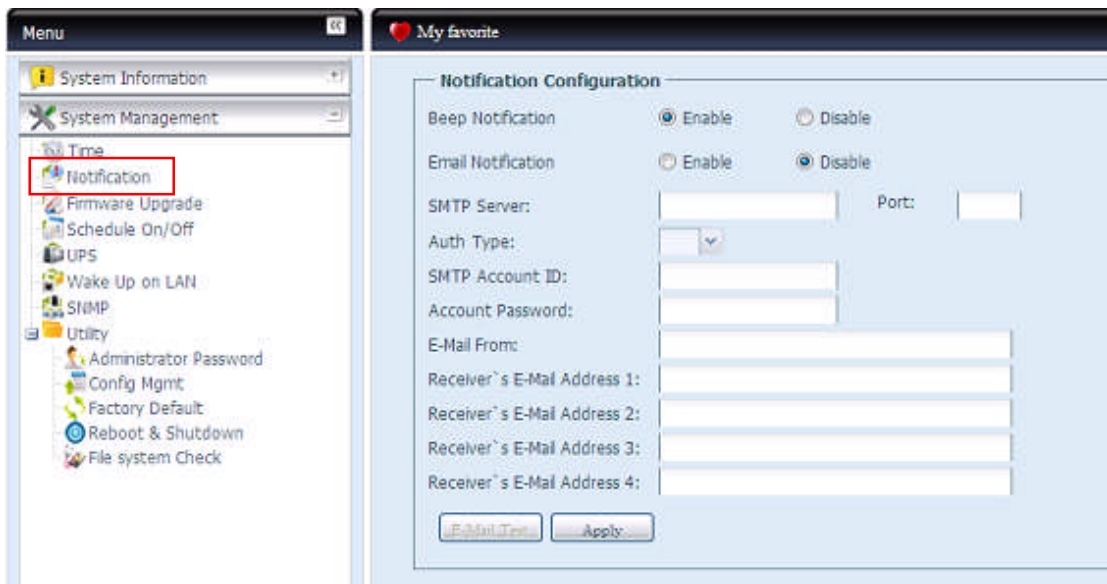 Menu
My favorite
System Information
System Management
Time
Notification
Firmware Upgrade
Schedule On/Off
UPS
Wake Up on LAN
SNMP
Utility
Administrator Password
Config Mgmt
Factory Default
Reboot & Shutdown
File system Check
Notification Configuration
Beep Notification Enable Disable
Email Notification Enable Disable
SMTP Server: Port:
Auth Type:
SMTP Account ID:
Account Password:
E-Mail From:
Receiver`s E-Mail Address 1:
Receiver`s E-Mail Address 2:
Receiver`s E-Mail Address 3:
Receiver`s E-Mail Address 4:
E-Mail Test Apply